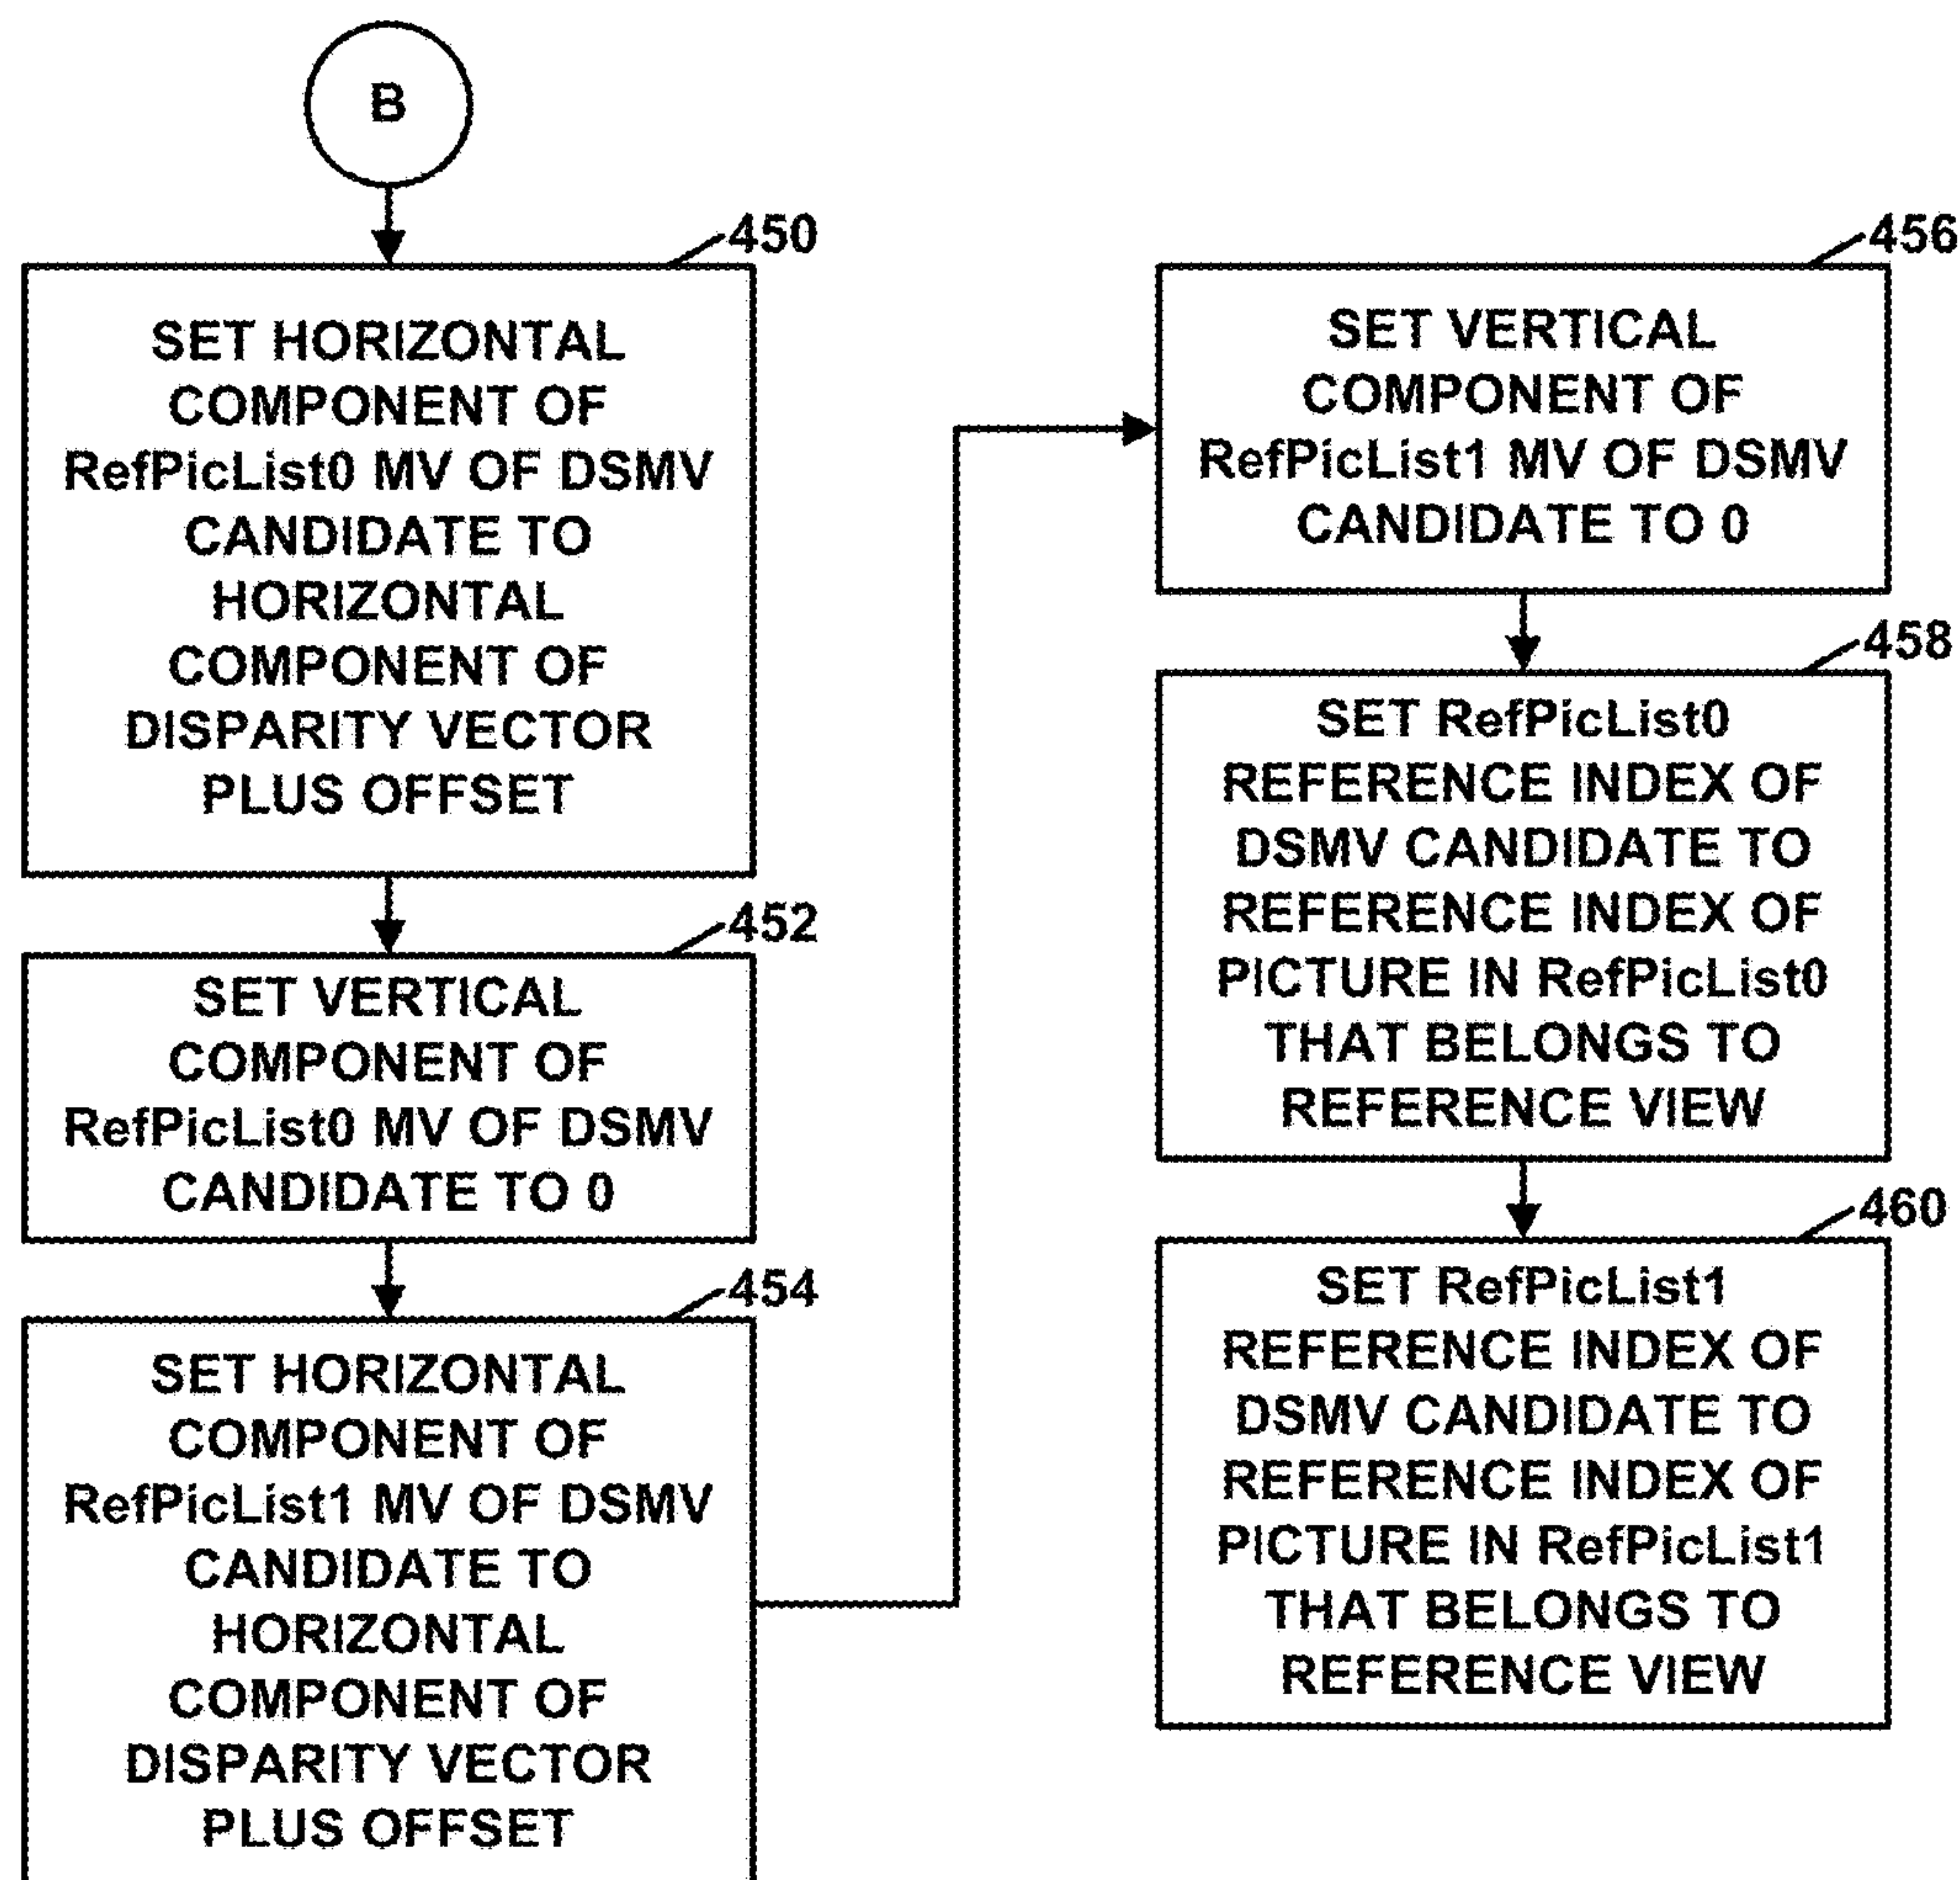 B
450
SET HORIZONTAL
COMPONENT OF
RefPicList0 MV OF DSMV
CANDIDATE TO
HORIZONTAL
COMPONENT OF
DISPARITY VECTOR
PLUS OFFSET
452
SET VERTICAL
COMPONENT OF
RefPicList0 MV OF DSMV
CANDIDATE TO 0
454
SET HORIZONTAL
COMPONENT OF
RefPicList1 MV OF DSMV
CANDIDATE TO
HORIZONTAL
COMPONENT OF
DISPARITY VECTOR
PLUS OFFSET
456
SET VERTICAL
COMPONENT OF
RefPicList1 MV OF DSMV
CANDIDATE TO 0
458
SET RefPicList0
REFERENCE INDEX OF
DSMV CANDIDATE TO
REFERENCE INDEX OF
PICTURE IN RefPicList0
THAT BELONGS TO
REFERENCE VIEW
460
SET RefPicList1
REFERENCE INDEX OF
DSMV CANDIDATE TO
REFERENCE INDEX OF
PICTURE IN RefPicList1
THAT BELONGS TO
REFERENCE VIEW